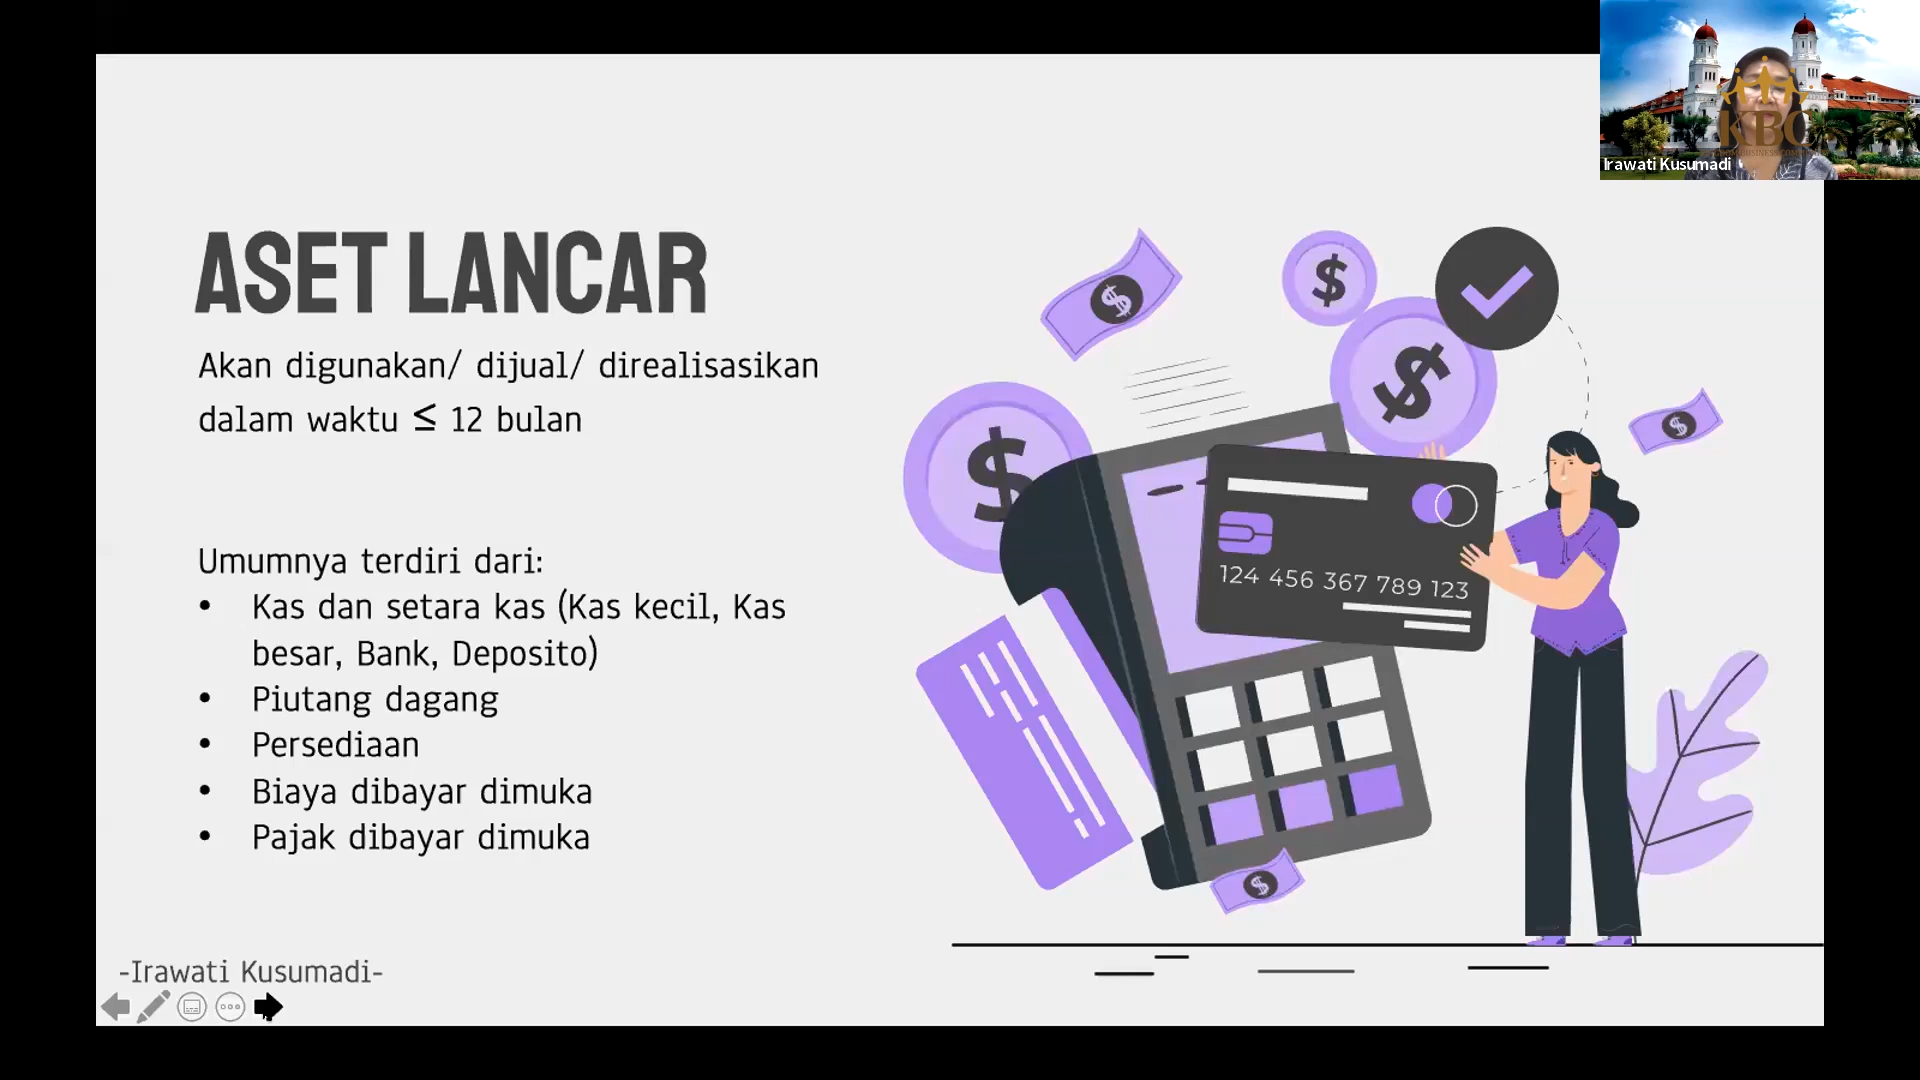 KBC
Irawati Kusumadi
ASET LANCAR
Akan digunakan/ dijual/ direalisasikan
dalam waktu ≤ 12 bulan
Umumnya terdiri dari:
• Kas dan setara kas (Kas kecil, Kas
besar, Bank, Deposito)
• Piutang dagang
• Persediaan
• Biaya dibayar dimuka
• Pajak dibayar dimuka
$
$
$
$
$
$
124 456 367 789 123
-Irawati Kusumadi-